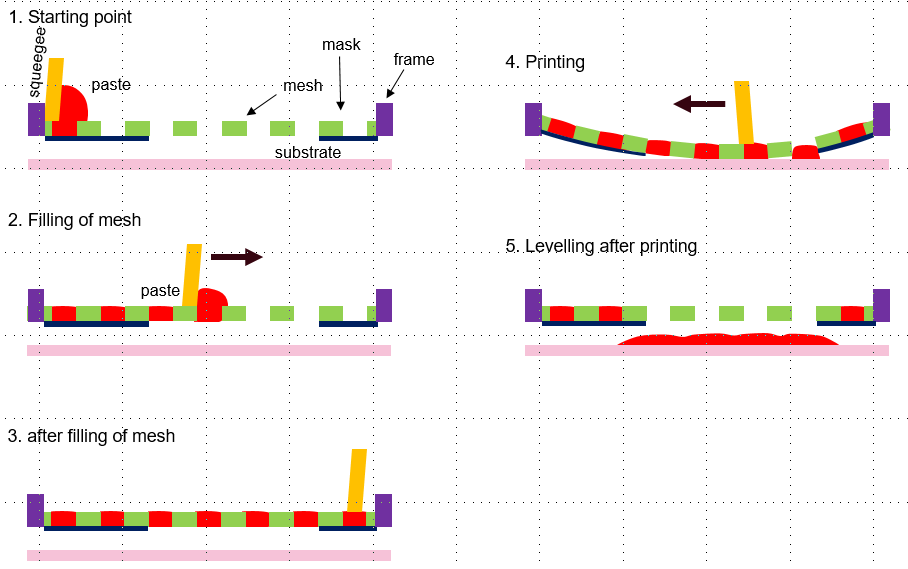 1. Starting point
squeegee
paste
mask
frame
mesh
substrate
2. Filling of mesh
paste
3. after filling of mesh
4. Printing
5. Levelling after printing